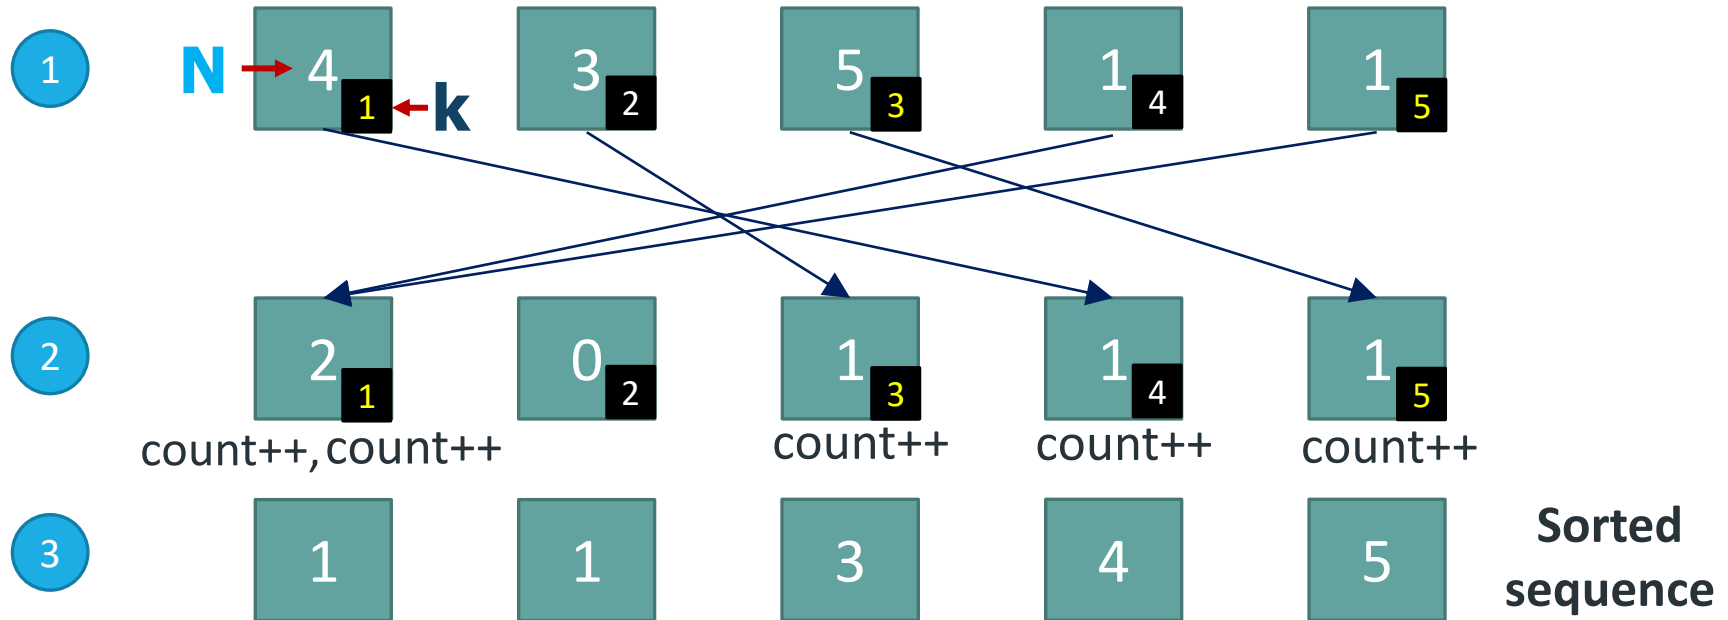 1 N 4 1 k 3 2 5 3 1 4 1 5
2 2 1 0 2 1 3 1 4 1 5
count++, count++ count++ count++ count++
3 1 1 3 4 5 Sorted
sequence